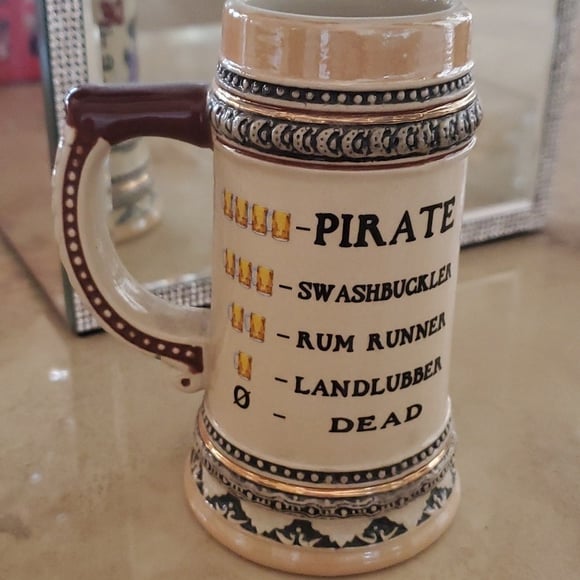 -PIRATE
- SWASHBUCKLER
- RUM RUNNER
- LANDLUBBER
Ø - DEAD